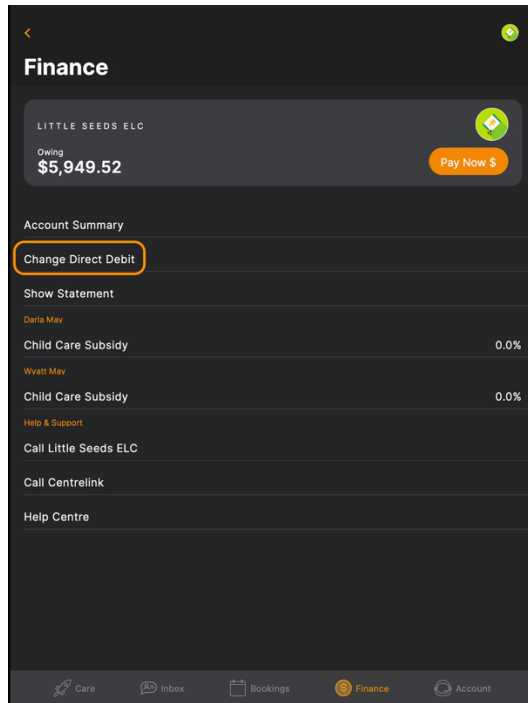 Finance
LITTLE SEEDS ELC
Owing
$5,949.52
Pay Now $
Account Summary
Change Direct Debit
Show Statement
Darla May
Child Care Subsidy 0.0%
Wyatt May
Child Care Subsidy 0.0%
Help & Support
Call Little Seeds ELC
Call Centrelink
Help Centre
Care Inbox Bookings Finance Account